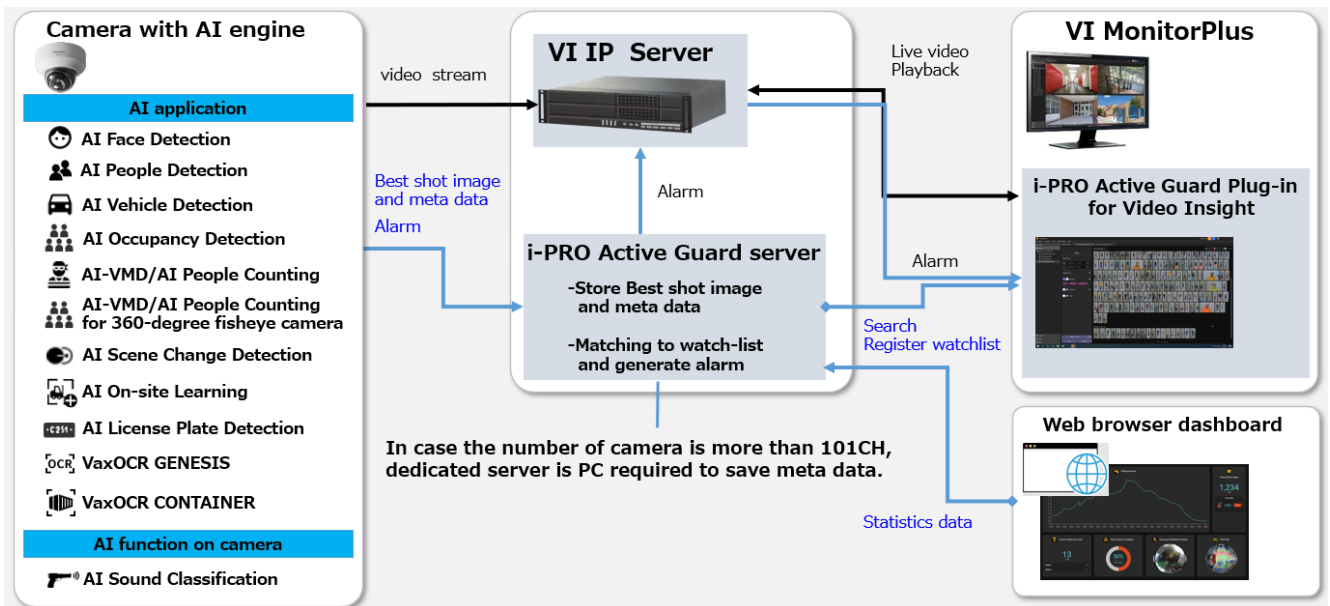 Camera with AI engine
AI application
AI Face Detection
AI People Detection
AI Vehicle Detection
AI Occupancy Detection
AI-VMD/AI People Counting
AI-VMD/AI People Counting
for 360-degree fisheye camera
AI Scene Change Detection
AI On-site Learning
AI License Plate Detection
OCR
VaxOCR GENESIS
VaxOCR CONTAINER
AI function on camera
AI Sound Classification
video stream
Best shot image
and meta data
Alarm
VI IP Server
Alarm
i-PRO Active Guard server
-Store Best shot image
and meta data
-Matching to watch-list
and generate alarm
In case the number of camera is more than 101CH,
dedicated server is PC required to save meta data.
Live video
Playback
Alarm
Search
Register watchlist
Statistics data
VI MonitorPlus
i-PRO Active Guard Plug-in
for Video Insight
Web browser dashboard
1,234
13
50%